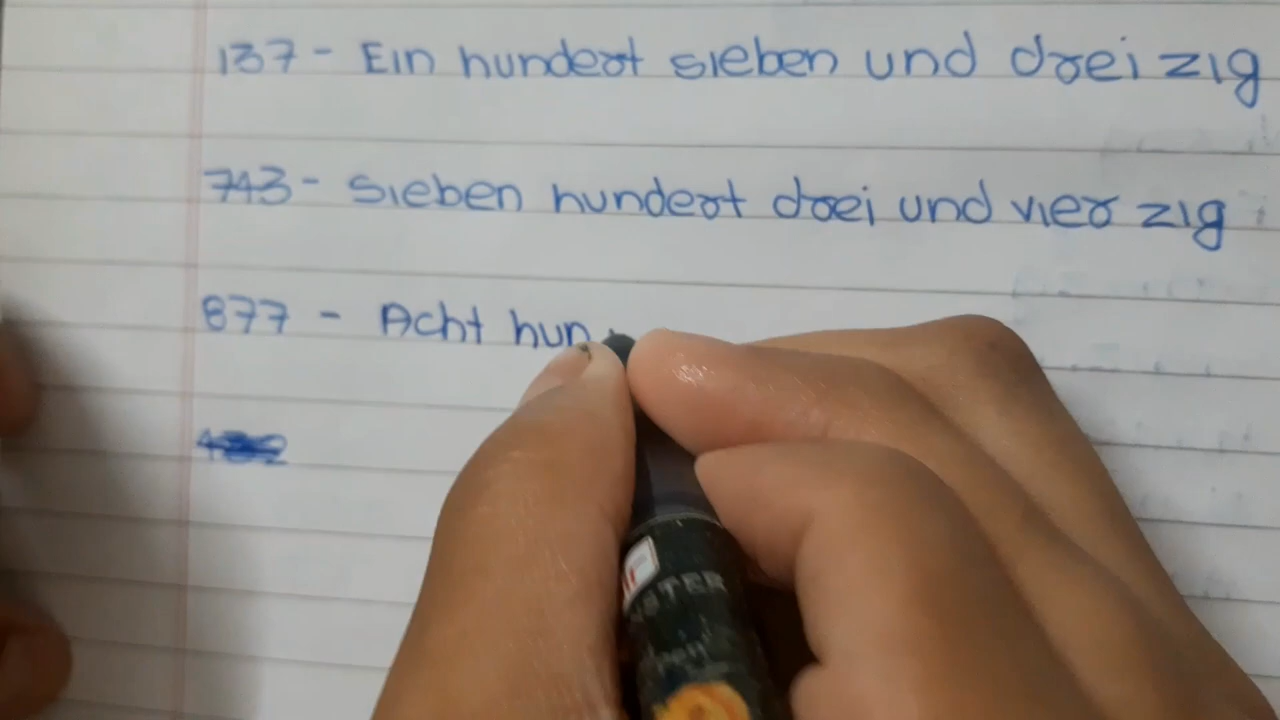 137 - Ein hundert sieben und drei zig
743 - Sieben hundert drei und vier zig
877 - Acht hun